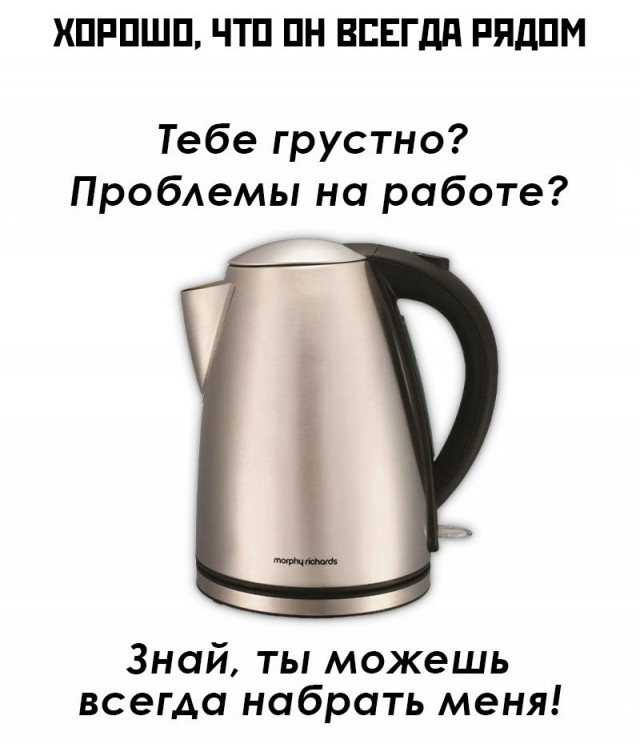 ХОРОШО, ЧТО ОН ВСЕГДА РЯДОМ
Тебе грустно?
Проблемы на работе?
morphy richards
Знай, ты можешь
всегда набрать меня!